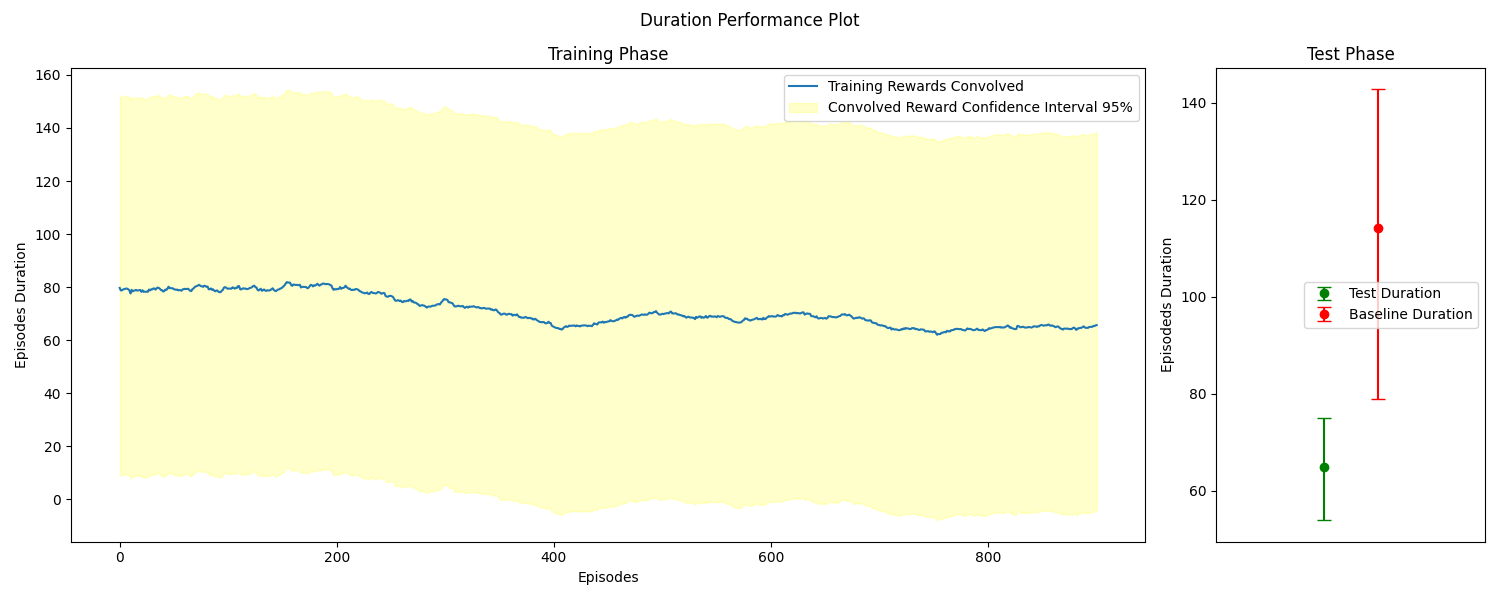 Duration Performance Plot
Training Phase
Training Rewards Convolved
Convolved Reward Confidence Interval 95%
Episodes Duration
160
140
120
100
80
60
40
20
0
0 200 400 600 800
Episodes
Test Phase
Test Duration
Baseline Duration
Episodeds Duration
140
120
100
80
60